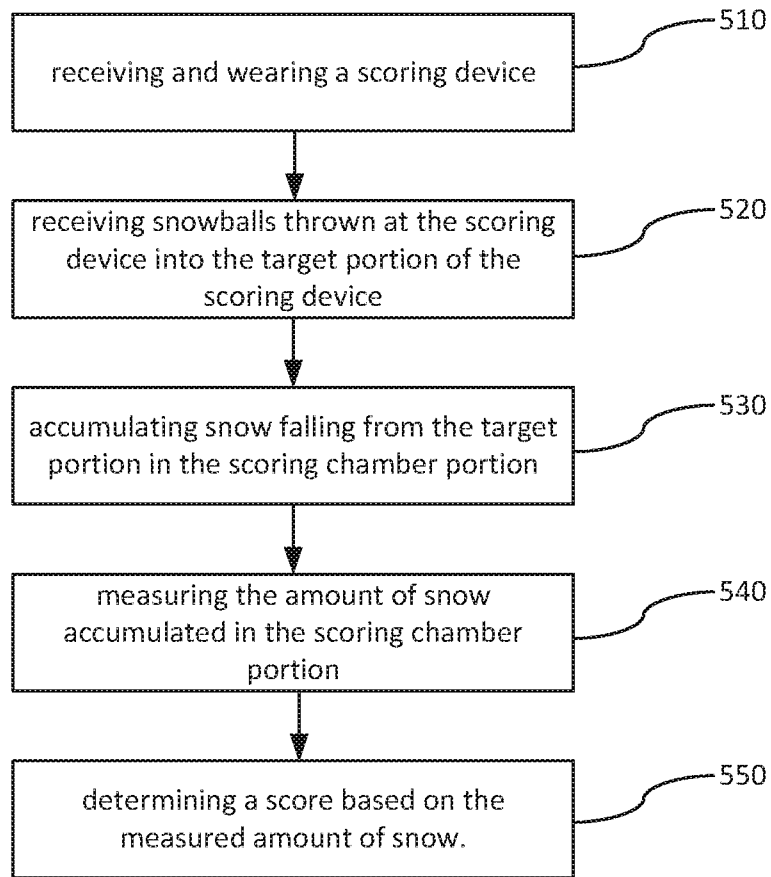 510
receiving and wearing a scoring device
520
receiving snowballs thrown at the scoring
device into the target portion of the
scoring device
530
accumulating snow falling from the target
portion in the scoring chamber portion
540
measuring the amount of snow
accumulated in the scoring chamber
portion
550
determining a score based on the
measured amount of snow.